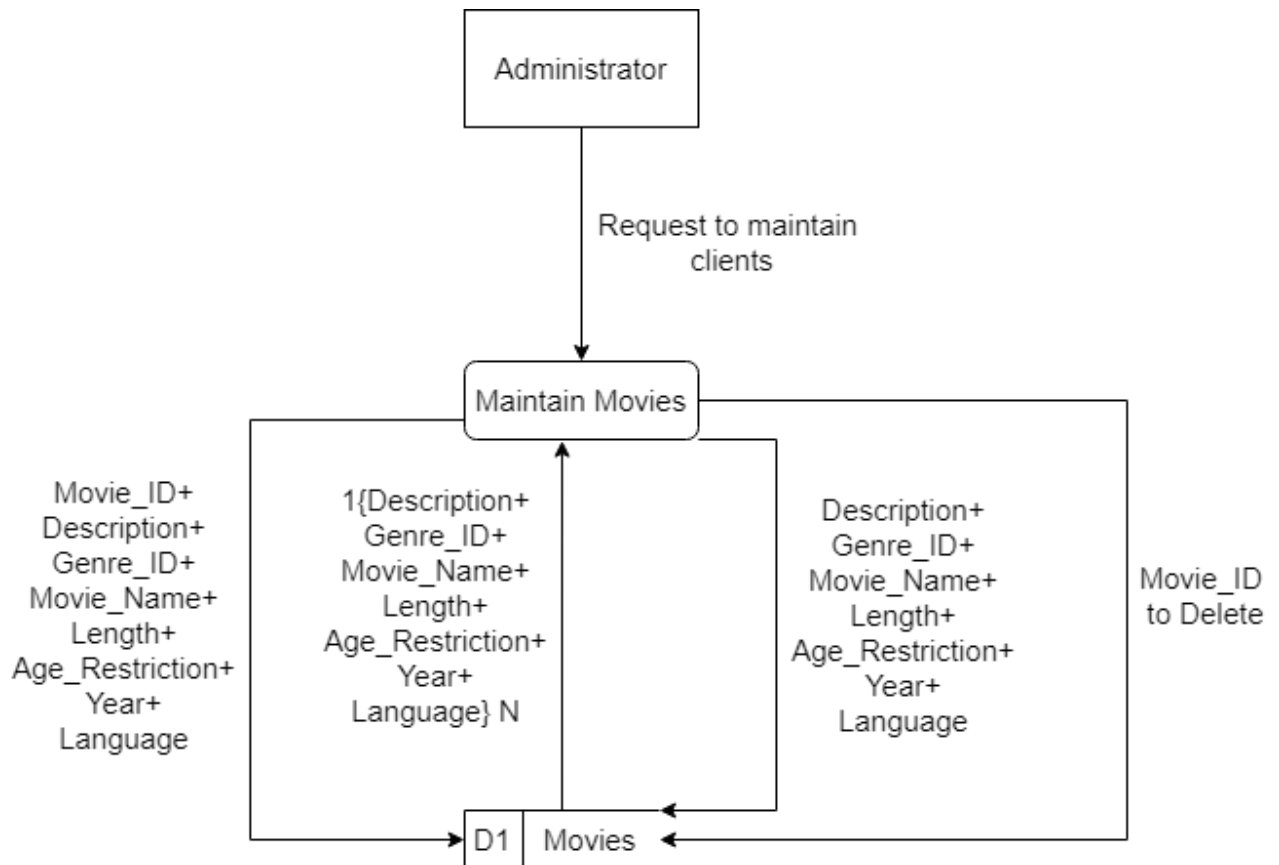 Administrator
Request to maintain
clients
Maintain Movies
Movie_ID+
Description+
Genre_ID+
Movie_Name+
Length+
Age_Restriction+
Year+
Language
1{Description+
Genre_ID+
Movie_Name+
Length+
Age_Restriction+
Year+
Language} N
Description+
Genre_ID+
Movie_Name+
Length+
Age_Restriction+
Year+
Language
Movie_ID
to Delete
D1 Movies